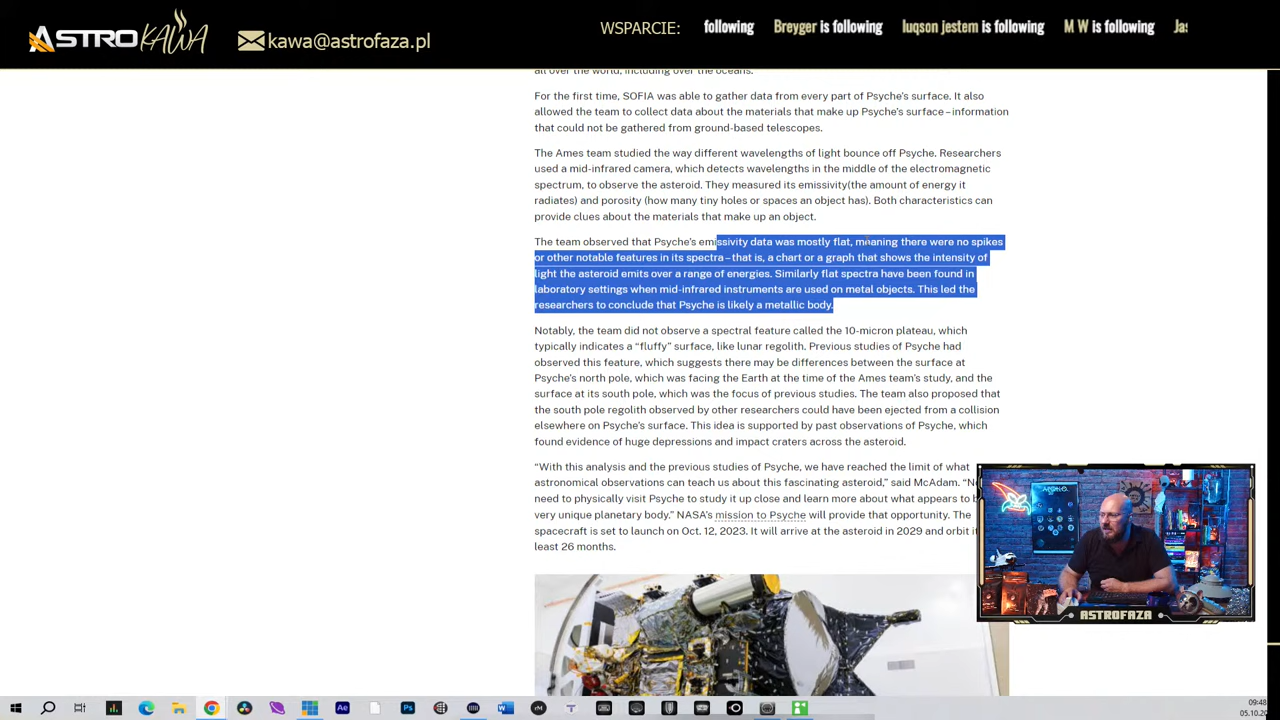 ASTRO KAWA
kawa@astrofaza.pl
WSPARCIE: following Breyger is following luqson jestem is following M W is following Jas
all over the world, including over the oceans.
For the first time, SOFIA was able to gather data from every part of Psyche's surface. It also
allowed the team to collect data about the materials that make up Psyche's surface – information
that could not be gathered from ground-based telescopes.
The Ames team studied the way different wavelengths of light bounce off Psyche. Researchers
used a mid-infrared camera, which detects wavelengths in the middle of the electromagnetic
spectrum, to observe the asteroid. They measured its emissivity(the amount of energy it
radiates) and porosity (how many tiny holes or spaces an object has). Both characteristics can
provide clues about the materials that make up an object.
The team observed that Psyche's emissivity data was mostly flat, meaning there were no spikes
or other notable features in its spectra – that is, a chart or a graph that shows the intensity of
light the asteroid emits over a range of energies. Similarly flat spectra have been found in
laboratory settings when mid-infrared instruments are used on metal objects. This led the
researchers to conclude that Psyche is likely a metallic body.
Notably, the team did not observe a spectral feature called the 10-micron plateau, which
typically indicates a “fluffy” surface, like lunar regolith. Previous studies of Psyche had
observed this feature, which suggests there may be differences between the surface at
Psyche's north pole, which was facing the Earth at the time of the Ames team's study, and the
surface at its south pole, which was the focus of previous studies. The team also proposed that
the south pole regolith observed by other researchers could have been ejected from a collision
elsewhere on Psyche's surface. This idea is supported by past observations of Psyche, which
found evidence of huge depressions and impact craters across the asteroid.
“With this analysis and the previous studies of Psyche, we have reached the limit of what
astronomical observations can teach us about this fascinating asteroid,” said McAdam.
need to physically visit Psyche to study it up close and learn more about what appears to
very unique planetary body.” NASA's mission to Psyche will provide that opportunity. The
spacecraft is set to launch on Oct. 12, 2023. It will arrive at the asteroid in 2029 and orbit
least 26 months.
ASTROFAZA
09:48
05.10.20